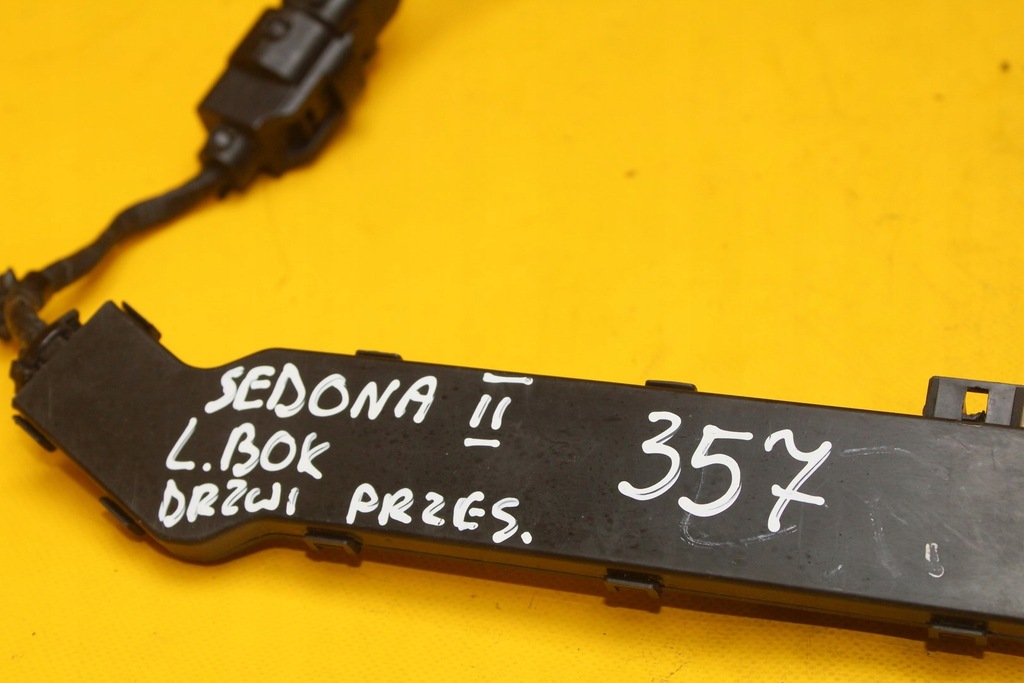 SEDONA II
L.BOK
DRZWI PRZES.
357